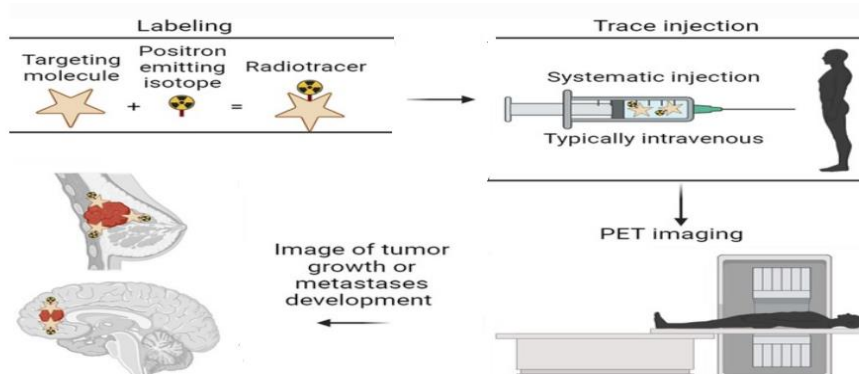 Labeling
Targeting molecule
Positron emitting isotope
Radiotracer
+
=
Trace injection
Systematic injection
Typically intravenous
PET imaging
Image of tumor
growth or
metastases
development